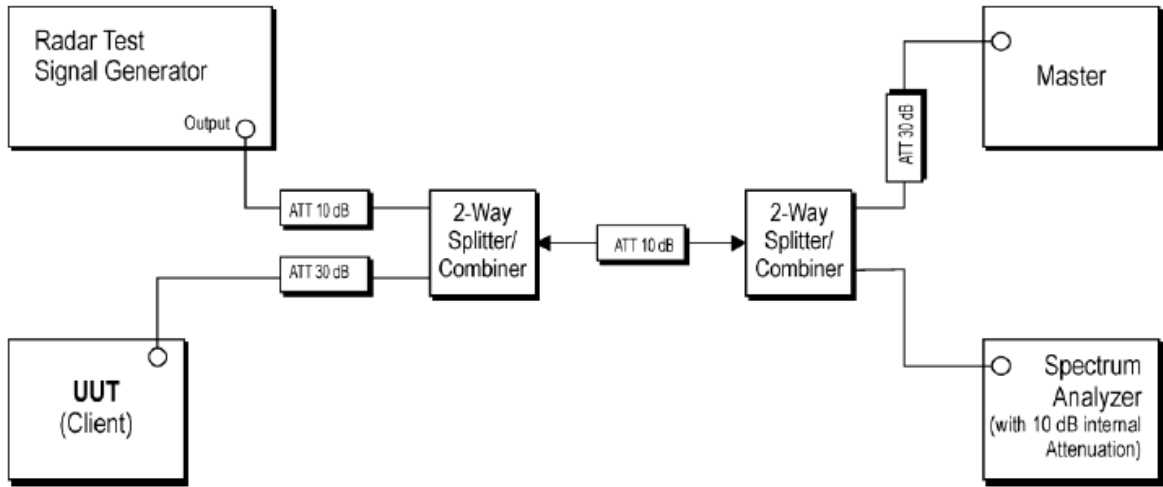 Radar Test
Signal Generator
Output
ATT 10 dB
ATT 30 dB
UUT
(Client)
2-Way
Splitter/
Combiner
ATT 10 dB
2-Way
Splitter/
Combiner
ATT 30 dB
Master
Spectrum
Analyzer
(with 10 dB internal
Attenuation)